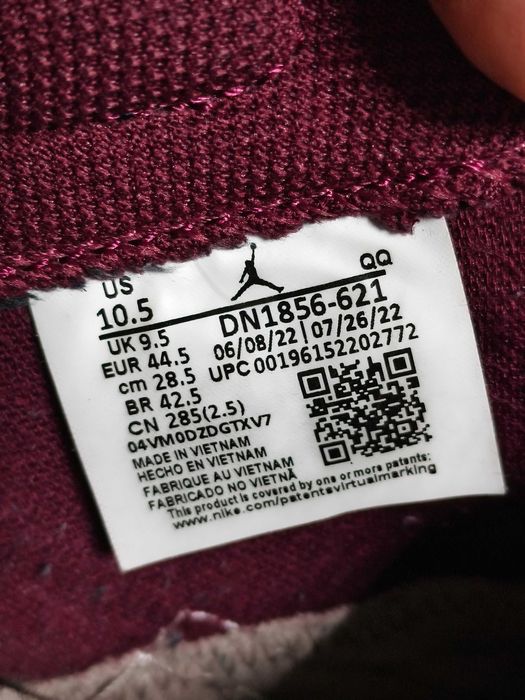 US
QQ
10.5
DN1856-621
UK 9.5
06/08/22 | 07/26/22
EUR 44.5
UPC 00196152202772
cm 28.5
BR 42.5
CN 285(2.5)
04VM0DZDGTXV7
MADE IN VIETNAM
HECHO EN VIETNAM
FABRIQUE AU VIETNAM
FABRICADO NO VIETNÃ
This product is covered by one or more patents:
www.nike.com/patentsvirtualmarking